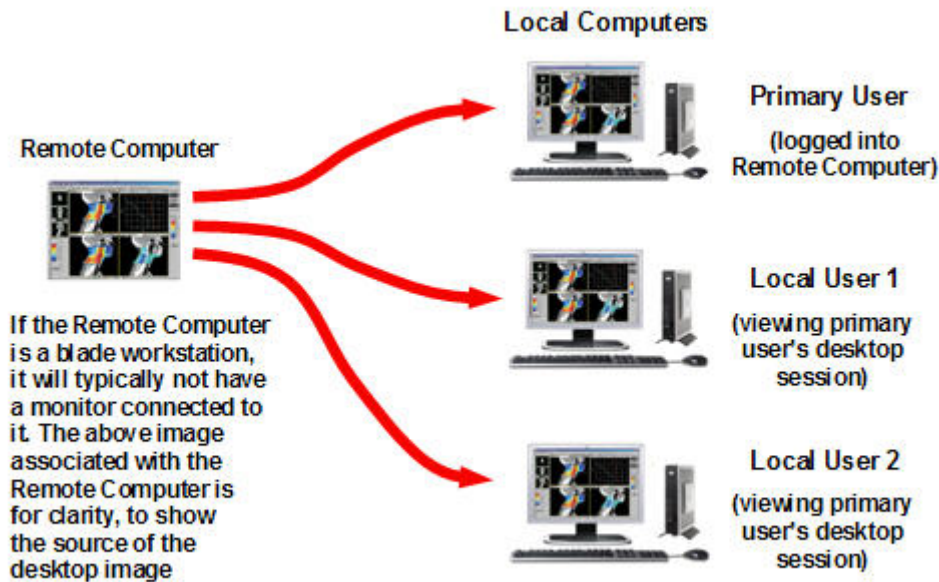 Local Computers
Primary User
(logged into
Remote Computer)
Remote Computer
Local User 1
(viewing primary
user's desktop
session)
If the Remote Computer
is a blade workstation,
it will typically not have
a monitor connected to
it. The above image
associated with the
Remote Computer is
for clarity, to show
the source of the
desktop image
Local User 2
(viewing primary
user's desktop
session)